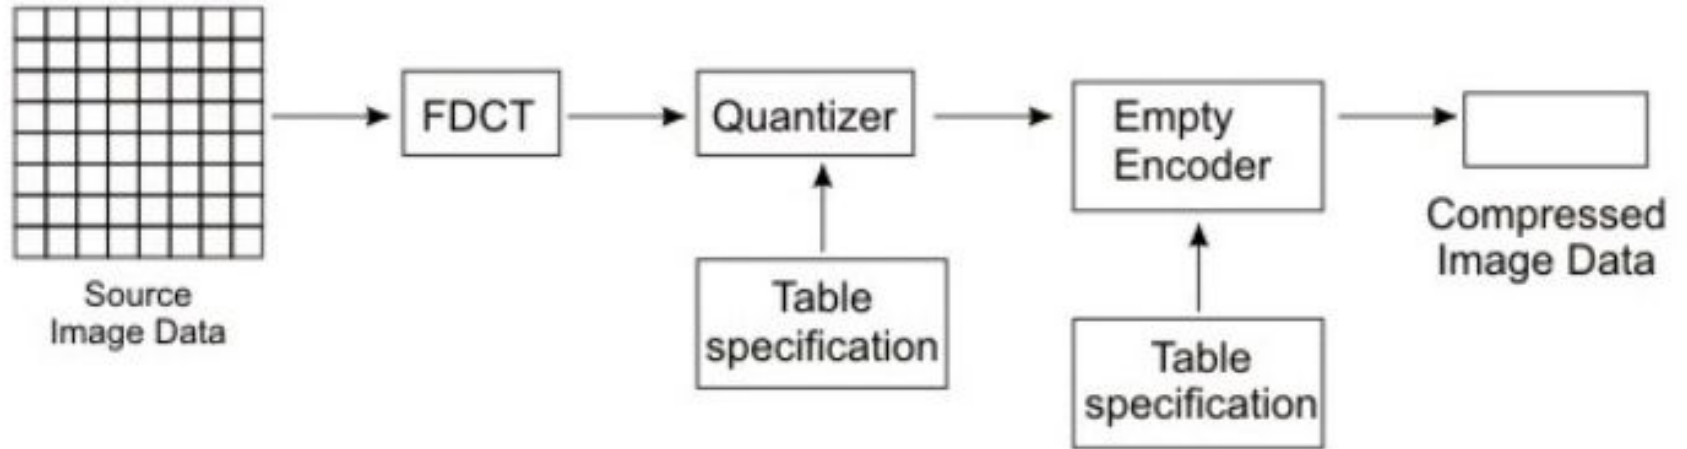 Source
Image Data
FDCT
Quantizer
Table
specification
Empty
Encoder
Table
specification
Compressed
Image Data